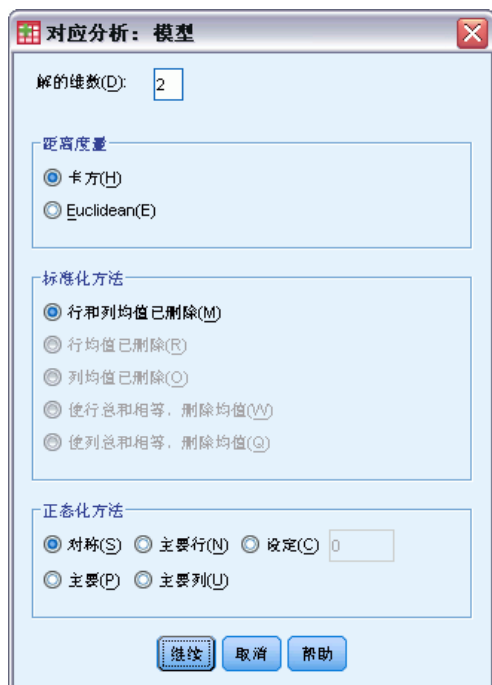 对应分析：模型
解的维数(D): 2
距离度量
卡方(H)
Euclidean(E)
标准化方法
行和列均值已删除(M)
行均值已删除(R)
列均值已删除(O)
使行总和相等，删除均值(W)
使列总和相等，删除均值(Q)
正态化方法
对称(S) 主要行(N) 设定(C) 0
主要(P) 主要列(U)
继续 取消 帮助